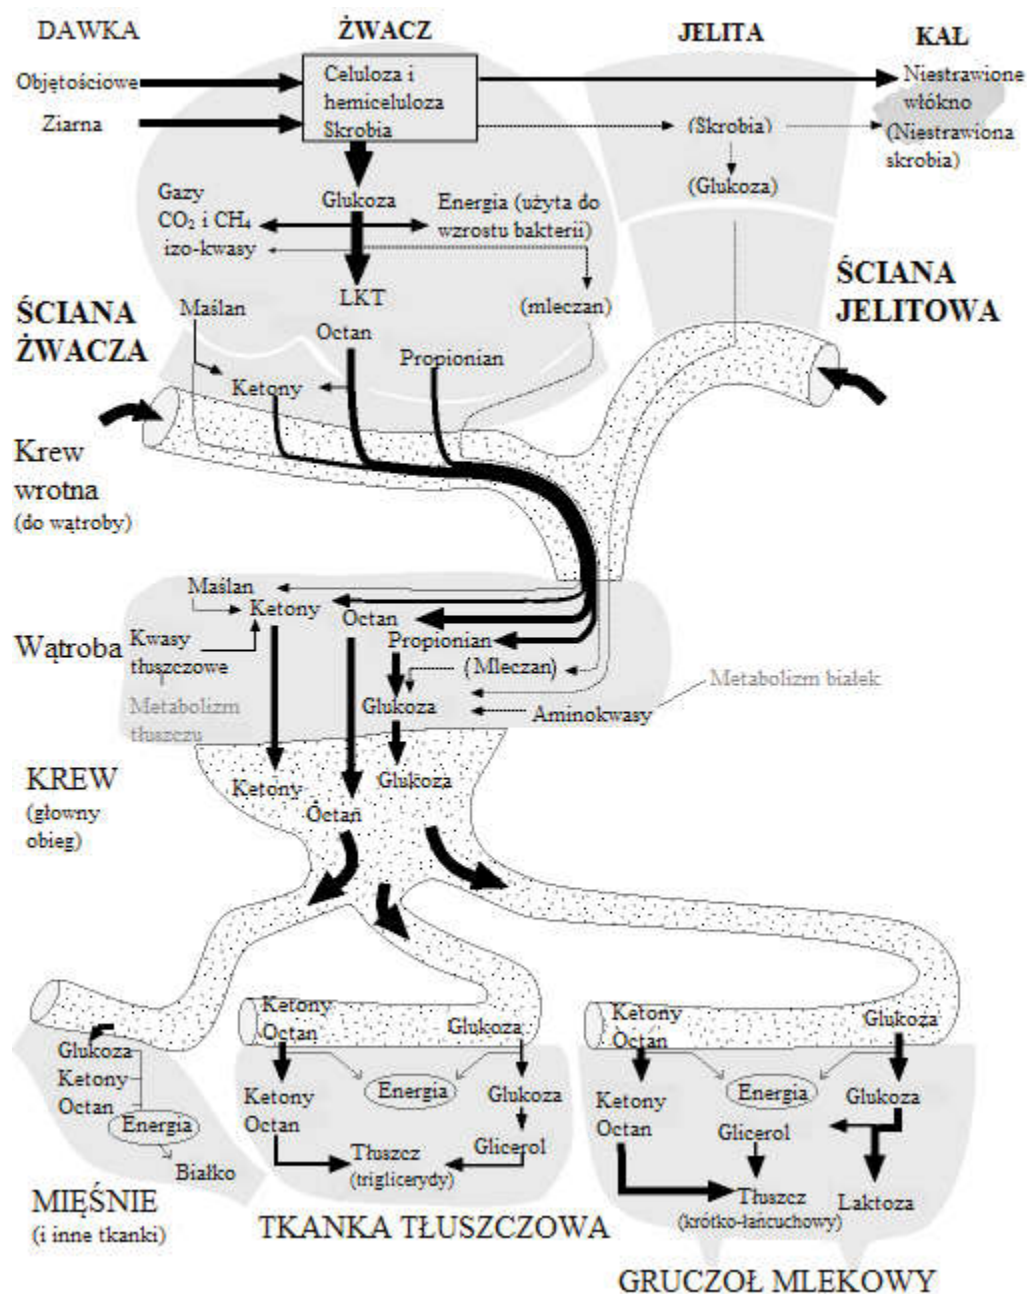 DAWKA
ŻWACZ
JELITA
KAŁ
Objętościowe
Ziarna
Celuloza i
hemiceluloza
Skrobia
(Skrobia)
(Glukoza)
Niestrawione
włókno
(Niestrawiona
skrobia)
Gazy
CO₂ i CH₄
izo-kwasy
Glukoza
Energia (użyta do
wzrostu bakterii)
LKT
(mleczan)
Maślan
Octan
Propionian
Ketony
ŚCIANA
ŻWACZA
ŚCIANA
JELITOWA
Krew
wrotna
(do wątroby)
Wątroba
Maślan
Ketony
Octan
Propionian
(Mleczan)
Kwasy
tłuszczowe
Metabolizm
tłuszczu
Glukoza
Aminokwasy
Metabolizm białek
KREW
(głowny
obieg)
Ketony
Octan
Glukoza
Glukoza
Ketony
Octan
Energia
Białko
MIĘŚNIE
(i inne tkanki)
Ketony
Octan
Glukoza
Energia
Ketony
Octan
Glukoza
Glicerol
Tłuszcz
(triglicerydy)
TKANKA TŁUSZCZOWA
Ketony
Octan
Glukoza
Energia
Ketony
Octan
Glukoza
Glicerol
Tłuszcz
(krótko-łańcuchowy)
Laktoza
GRUCZOŁ MLEKOWY